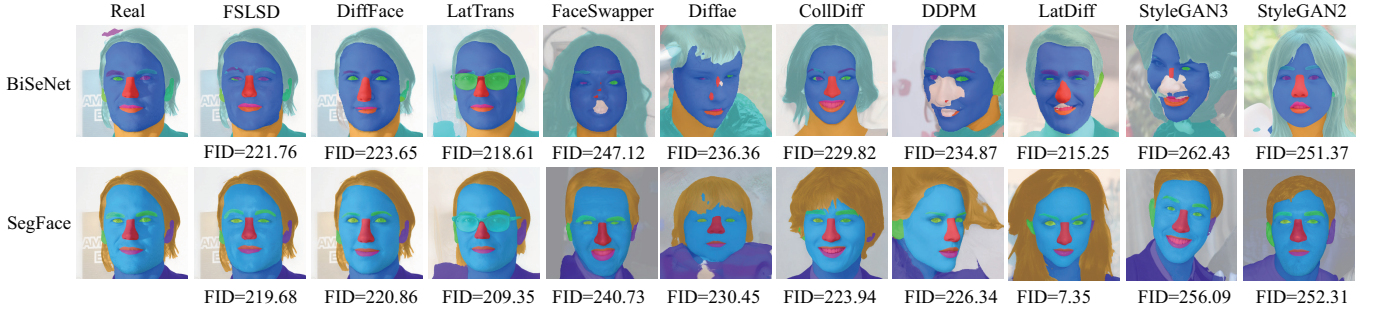 Real FSLSD DiffFace LatTrans FaceSwapper Diffae CollDiff DDPM LatDiff StyleGAN3 StyleGAN2
BiSeNet
FID=221.76 FID=223.65 FID=218.61 FID=247.12 FID=236.36 FID=229.82 FID=234.87 FID=215.25 FID=262.43 FID=251.37
SegFace
FID=219.68 FID=220.86 FID=209.35 FID=240.73 FID=230.45 FID=223.94 FID=226.34 FID=7.35 FID=256.09 FID=252.31